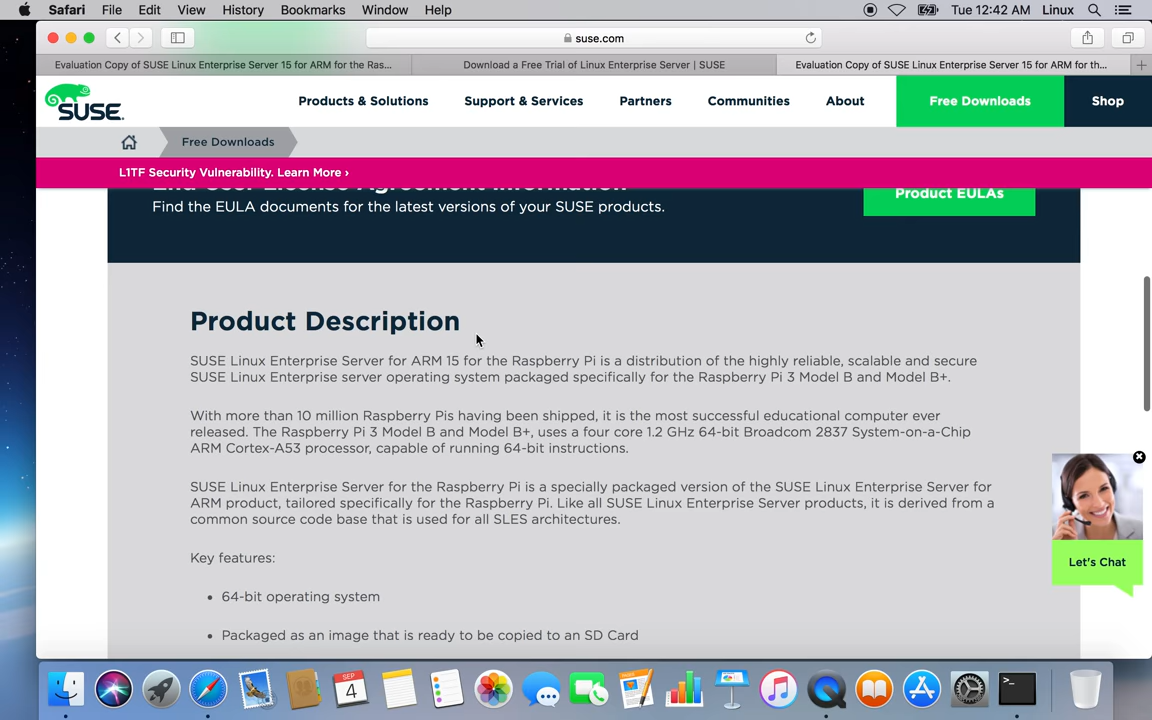 Safari File Edit View History Bookmarks Window Help
Tue 12:42 AM Linux
suse.com
Evaluation Copy of SUSE Linux Enterprise Server 15 for ARM for the Ras...
Download a Free Trial of Linux Enterprise Server | SUSE
Evaluation Copy of SUSE Linux Enterprise Server 15 for ARM for th...
SUSE
Products & Solutions
Support & Services
Partners
Communities
About
Free Downloads
Shop
Free Downloads
L1TF Security Vulnerability. Learn More ›
End User License Agreement Information
Product EULAs
Find the EULA documents for the latest versions of your SUSE products.
Product Description
SUSE Linux Enterprise Server for ARM 15 for the Raspberry Pi is a distribution of the highly reliable, scalable and secure
SUSE Linux Enterprise server operating system packaged specifically for the Raspberry Pi 3 Model B and Model B+.
With more than 10 million Raspberry Pis having been shipped, it is the most successful educational computer ever
released. The Raspberry Pi 3 Model B and Model B+, uses a four core 1.2 GHz 64-bit Broadcom 2837 System-on-a-Chip
ARM Cortex-A53 processor, capable of running 64-bit instructions.
SUSE Linux Enterprise Server for the Raspberry Pi is a specially packaged version of the SUSE Linux Enterprise Server for
ARM product, tailored specifically for the Raspberry Pi. Like all SUSE Linux Enterprise Server products, it is derived from a
common source code base that is used for all SLES architectures.
Key features:
• 64-bit operating system
• Packaged as an image that is ready to be copied to an SD Card
Let's Chat
SEP
4